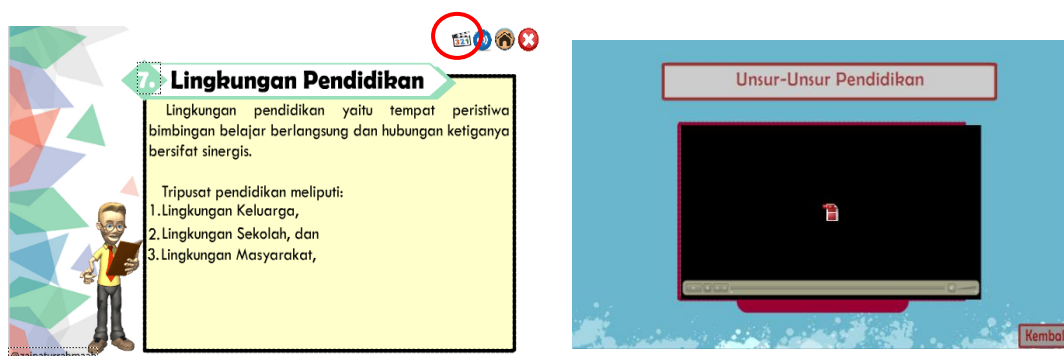 321
7. Lingkungan Pendidikan
Lingkungan pendidikan yaitu tempat peristiwa
bimbingan belajar berlangsung dan hubungan ketiganya
bersifat sinergis.
Tripusat pendidikan meliputi:
1.Lingkungan Keluarga,
2.Lingkungan Sekolah, dan
3.Lingkungan Masyarakat,
Unsur-Unsur Pendidikan